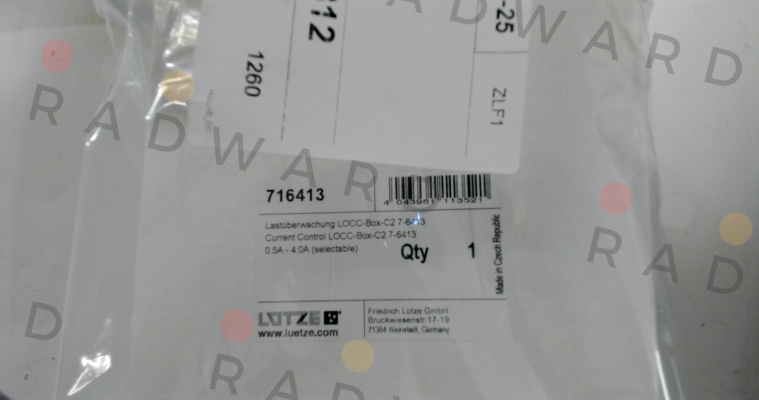 12
-25
1260
ZLF1
716413
Lastüberwachung LOCC-Box-C2 7-6413
Current Control LOCC-Box-C2 7-6413
0.5A - 4.0A (selectable)
Qty 1
Made in Czech Republic
LÜTZE
www.luetze.com
Friedrich Lütze GmbH
Bruckwiesenstr.17-19
71384 Weinstadt, Germany
RADWARD
RADWARD
RAD
D
RADWARD